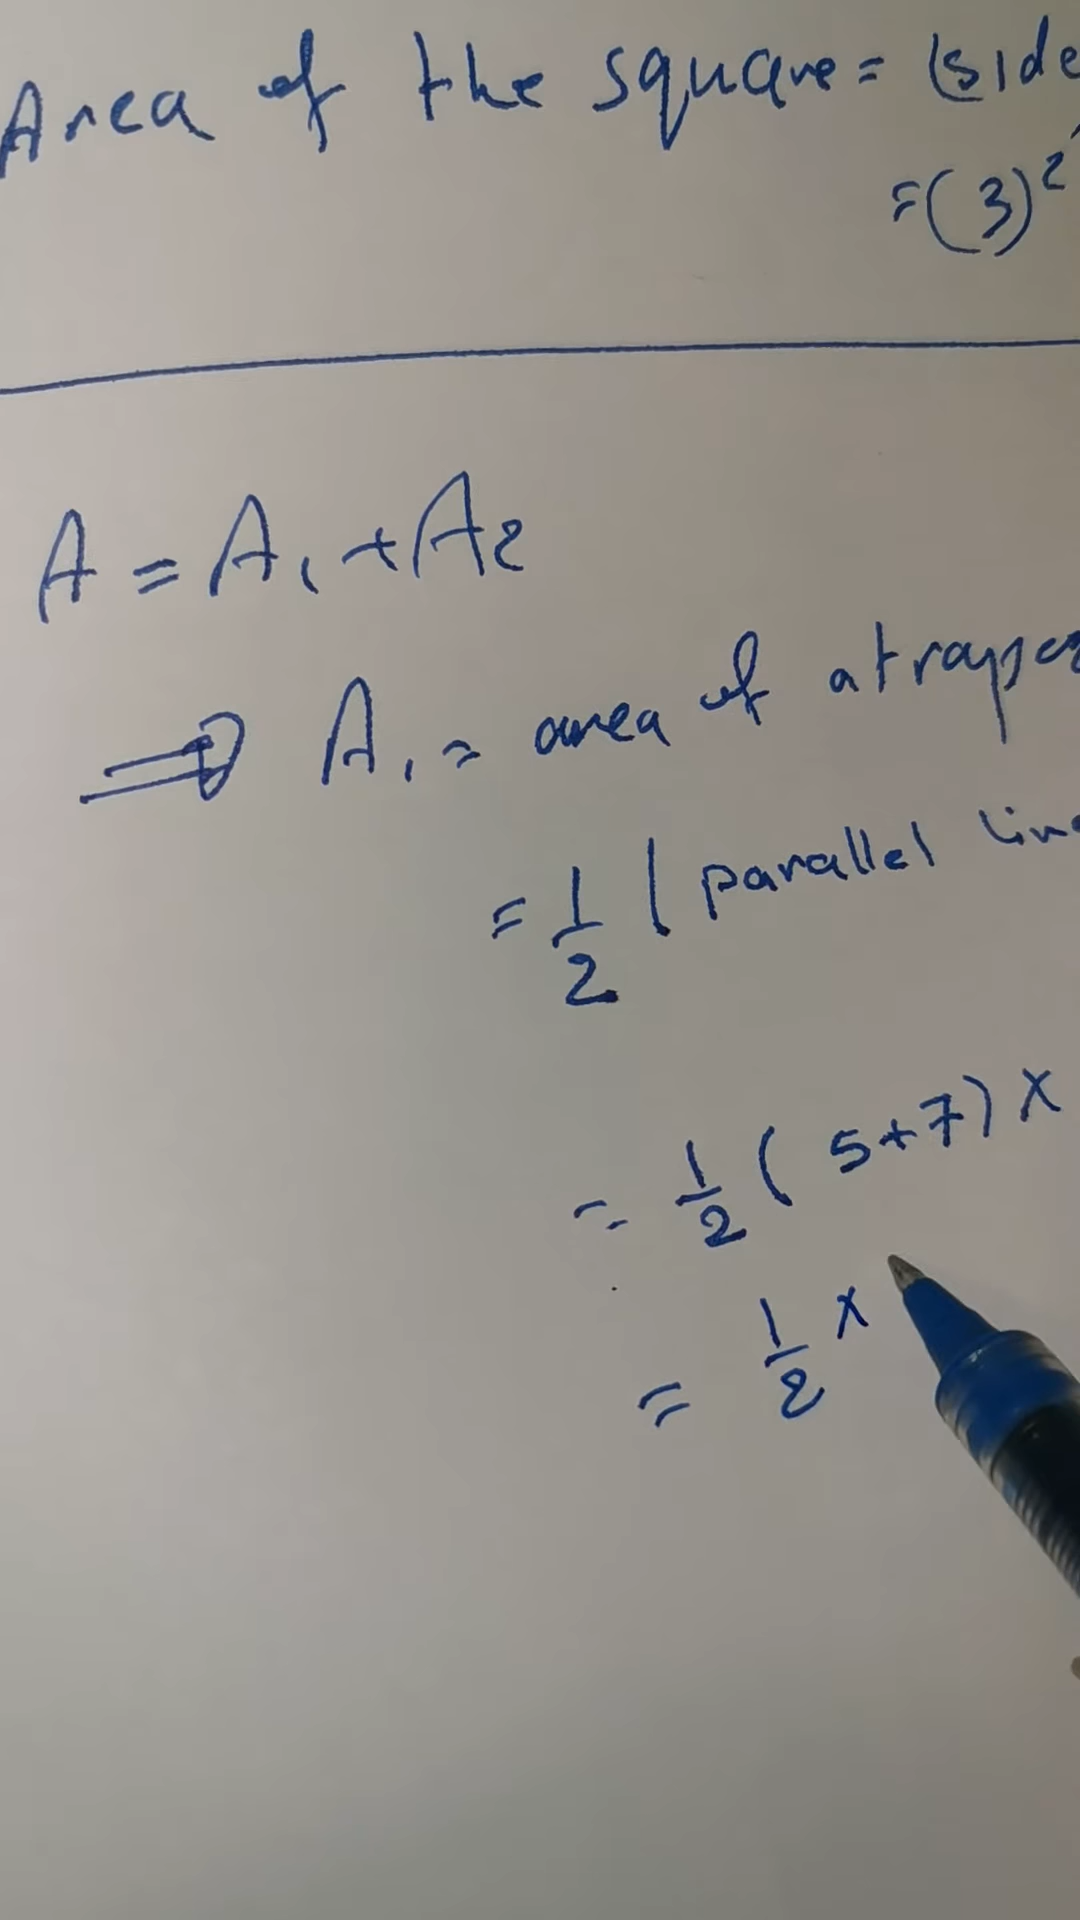 Area of the square = (side
= (3)²
A = A₁ + A₂
⇒ A₁ = area of a trape
= 1/2 ( parallel line
= 1/2 ( 5+7) x
= 1/2 x